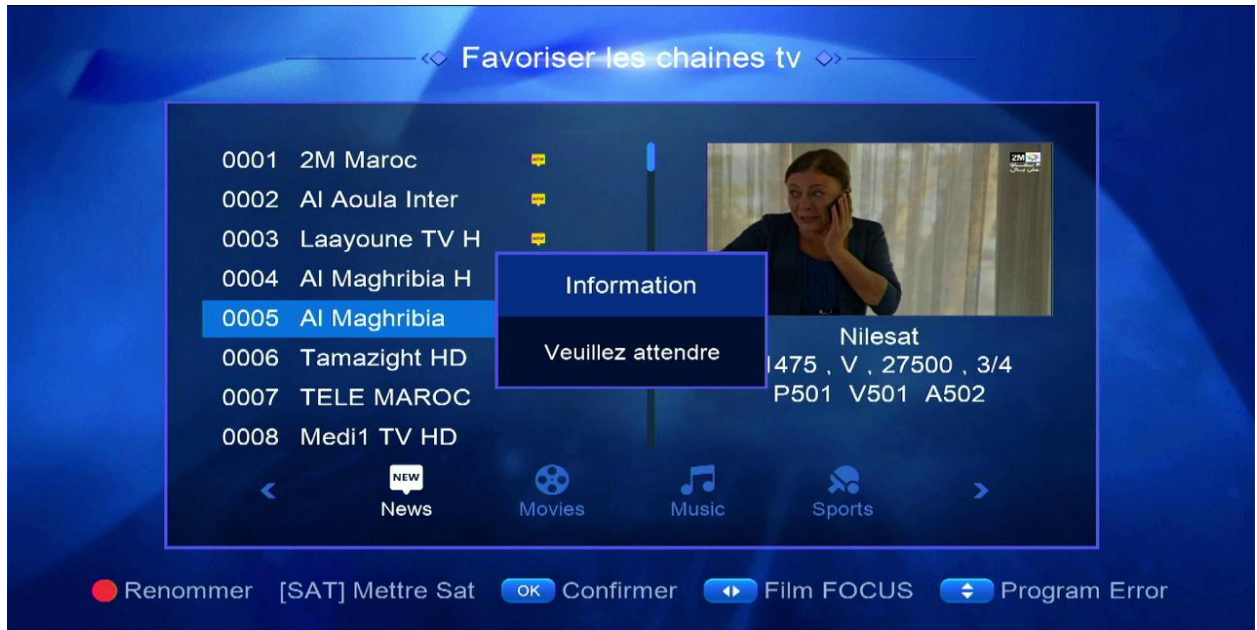 Favoriser les chaines tv
0001 2M Maroc
0002 Al Aoula Inter
0003 Laayoune TV H
0004 Al Maghribia H
0005 Al Maghribia
0006 Tamazight HD
0007 TELE MAROC
0008 Medi1 TV HD
2M
Information
Veuillez attendre
Nilesat
1475 , V , 27500 , 3/4
P501 V501 A502
NEW
News
Movies
Music
Sports
Renommer [SAT] Mettre Sat OK Confirmer Film FOCUS Program Error